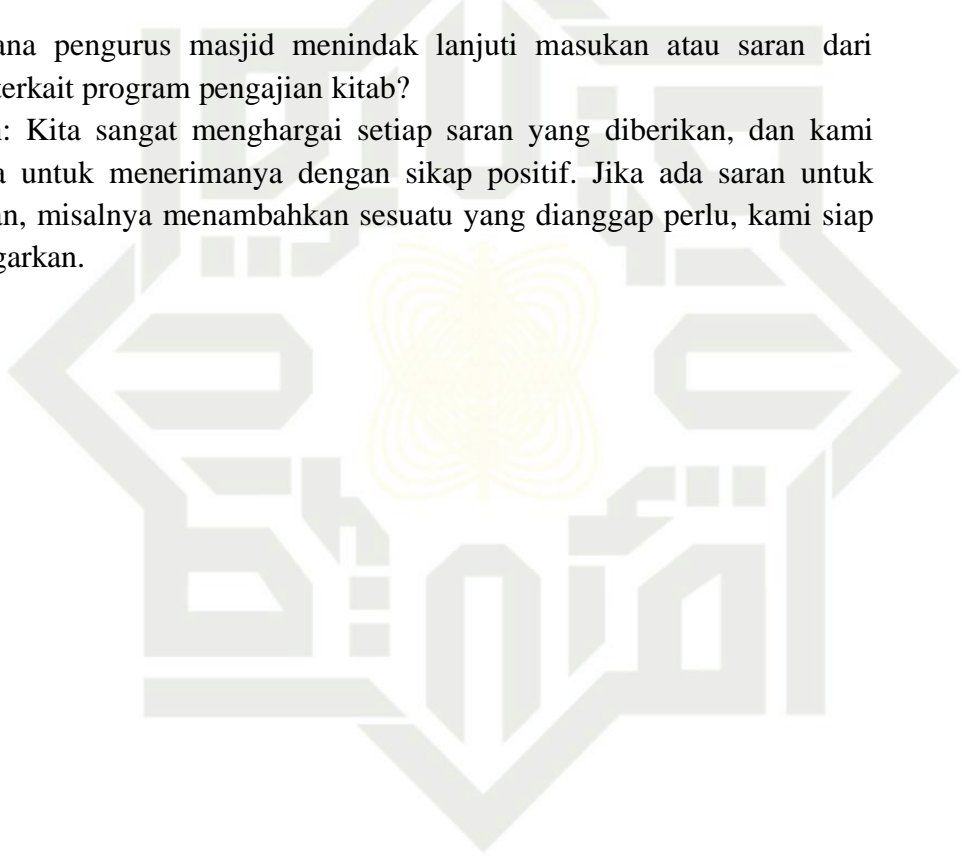 ana pengurus masjid menindak lanjuti masukan atau saran dari
terkait program pengajian kitab?
: Kita sangat menghargai setiap saran yang diberikan, dan kami
a untuk menerimanya dengan sikap positif. Jika ada saran untuk
an, misalnya menambahkan sesuatu yang dianggap perlu, kami siap
garkan.